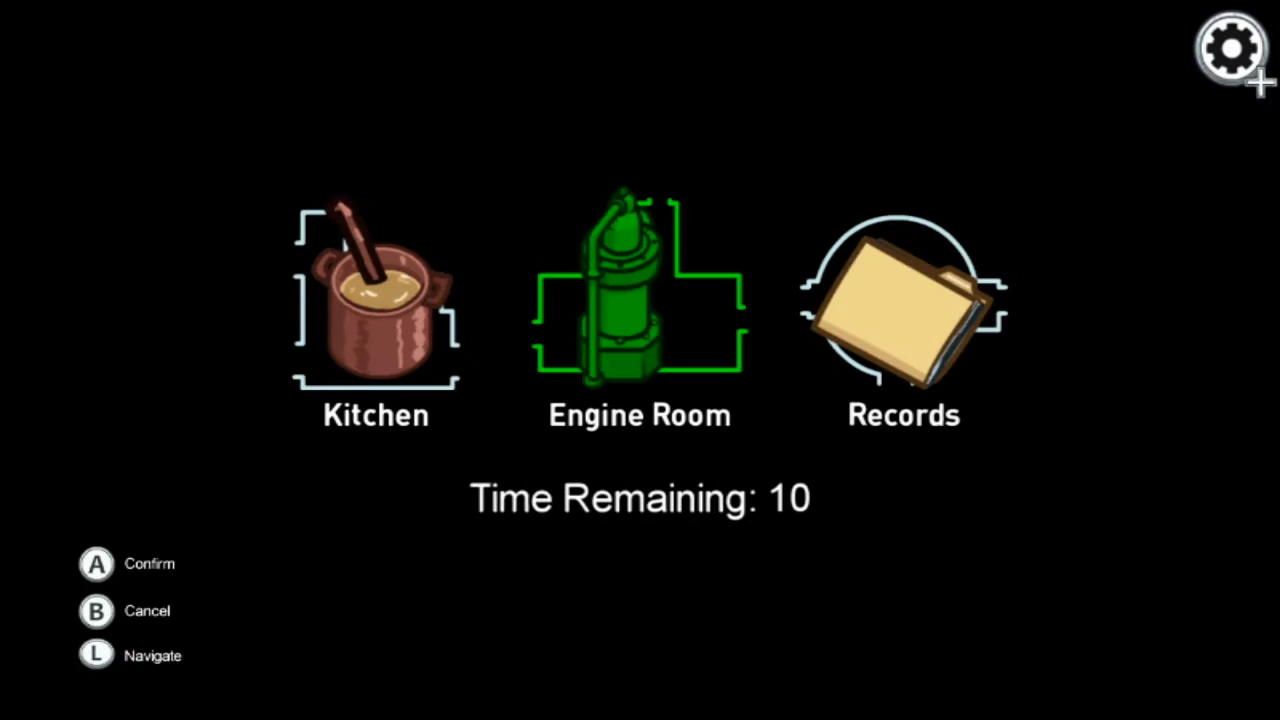 Kitchen
Engine Room
Records
Time Remaining: 10
A Confirm
B Cancel
L Navigate